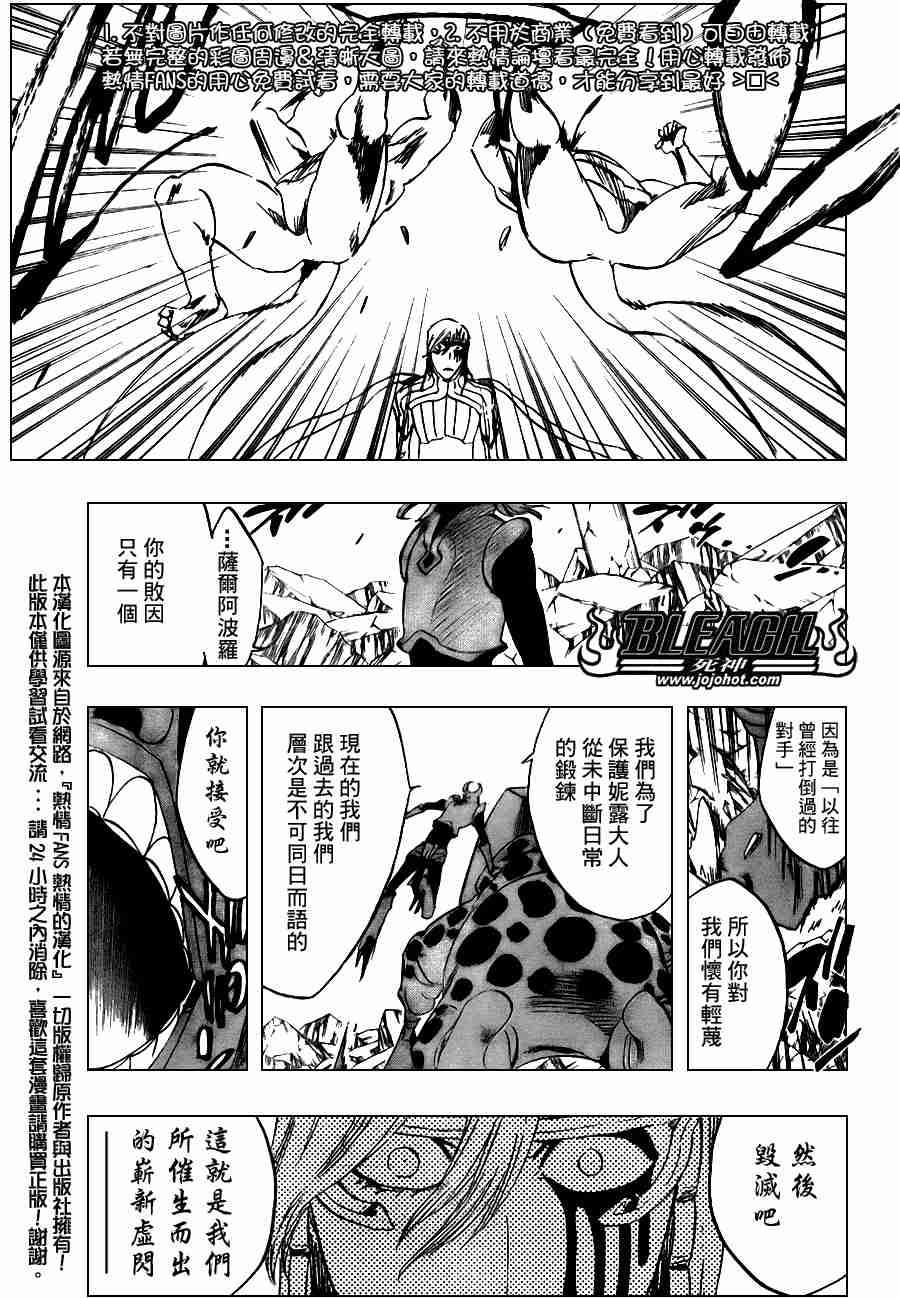 1. 不對圖片作任何修改的完全轉載，2. 不用於商業（免費看到）可自由轉載
若無完整的彩圖周漫&清晰大圖，請來熱情論壇看最完全！用心轉載發佈！
熱情FANS的用心免費試看，需要大家的轉載道德，才能分享到最好 >口<
…薩爾阿波羅
你的敗因
只有一個
BLEACH
死神
www.jojohot.com
因為是「以往
曾經打倒過的
對手」
所以你對
我們懷有輕蔑
我們為了
保護妮露大人
從未中斷日常
的鍛鍊
現在的我們
跟過去的我們
層次是不可同日而語的
你就接受吧
然後
毀滅吧
這就是我們
所催生而出
的嶄新虛閃
——
本漢化圖源來自於網路，『熱情FANS 熱情的漢化』一切版權歸原作者與出版社擁有！
此版本僅供學習試看交流... 請24小時之內消除，喜歡這套漫畫請購買正版！謝謝。